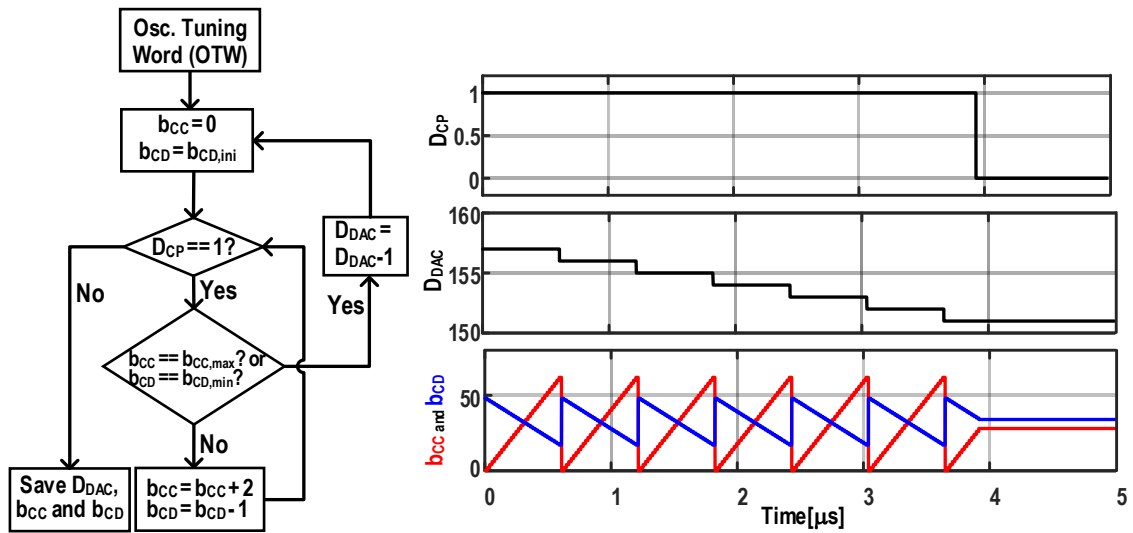 Osc. Tuning
Word (OTW)
bCC=0
bCD=bCD,ini
DCP==1?
No
Yes
bCC==bCC,max? or
bCD==bCD,min?
Yes
DDAC=
DDAC-1
No
Save DDAC,
bCC and bCD
bCC=bCC+2
bCD=bCD-1
DCP
1
0.5
0
DDAC
160
155
150
bCC and bCD
50
0
0 1 2 3 4 5
Time[μs]